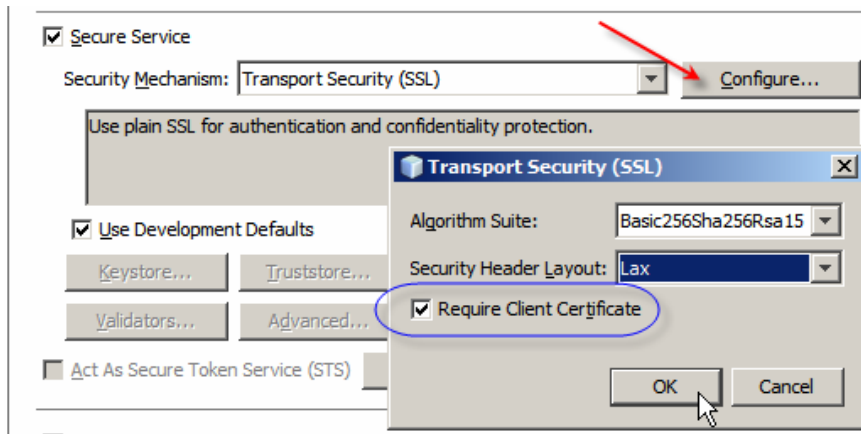 Secure Service
Security Mechanism: Transport Security (SSL) Configure...
Use plain SSL for authentication and confidentiality protection.
Transport Security (SSL)
Algorithm Suite: Basic256Sha256Rsa15
Use Development Defaults
Security Header Layout: Lax
Keystore... Truststore...
Require Client Certificate
Validators... Advanced...
Act As Secure Token Service (STS)
OK Cancel